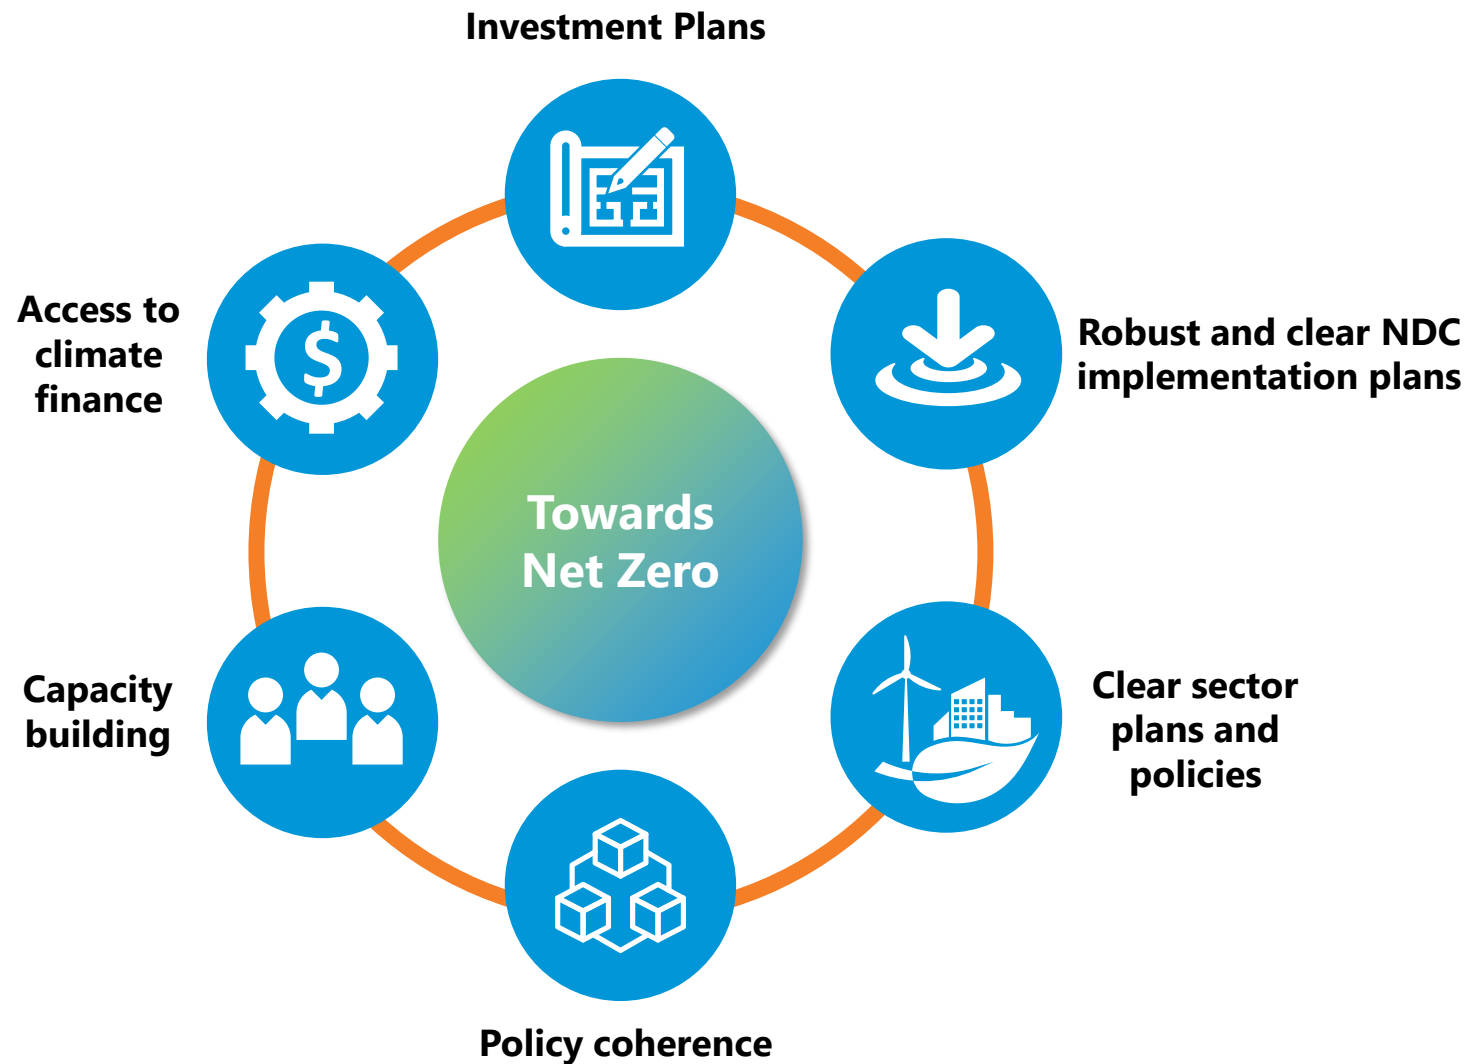 Investment Plans
Access to
climate
finance
Robust and clear NDC
implementation plans
Towards
Net Zero
Capacity
building
Clear sector
plans and
policies
Policy coherence
$